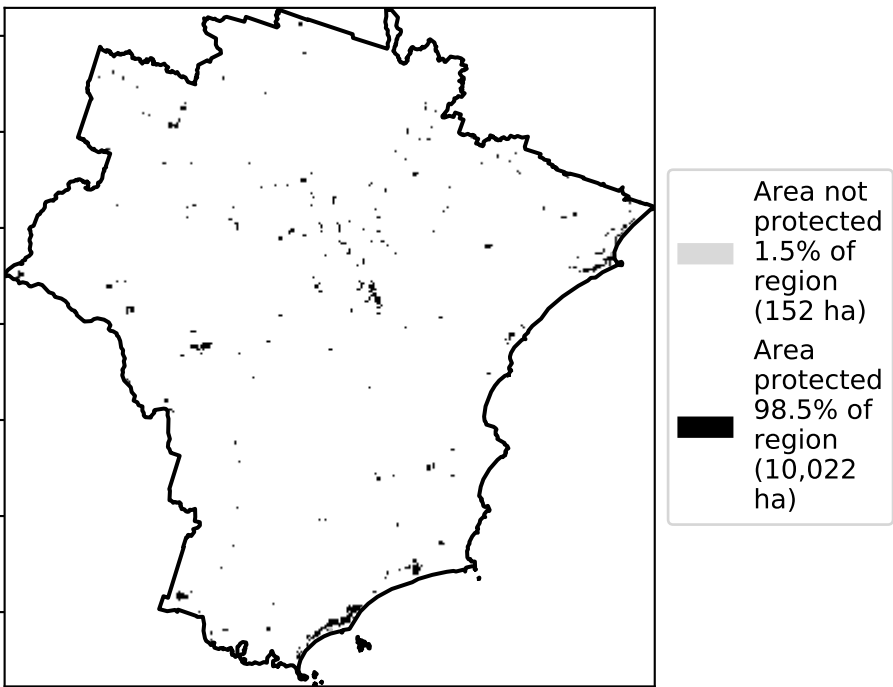 Area not
protected
1.5% of
region
(152 ha)
Area
protected
98.5% of
region
(10,022
ha)